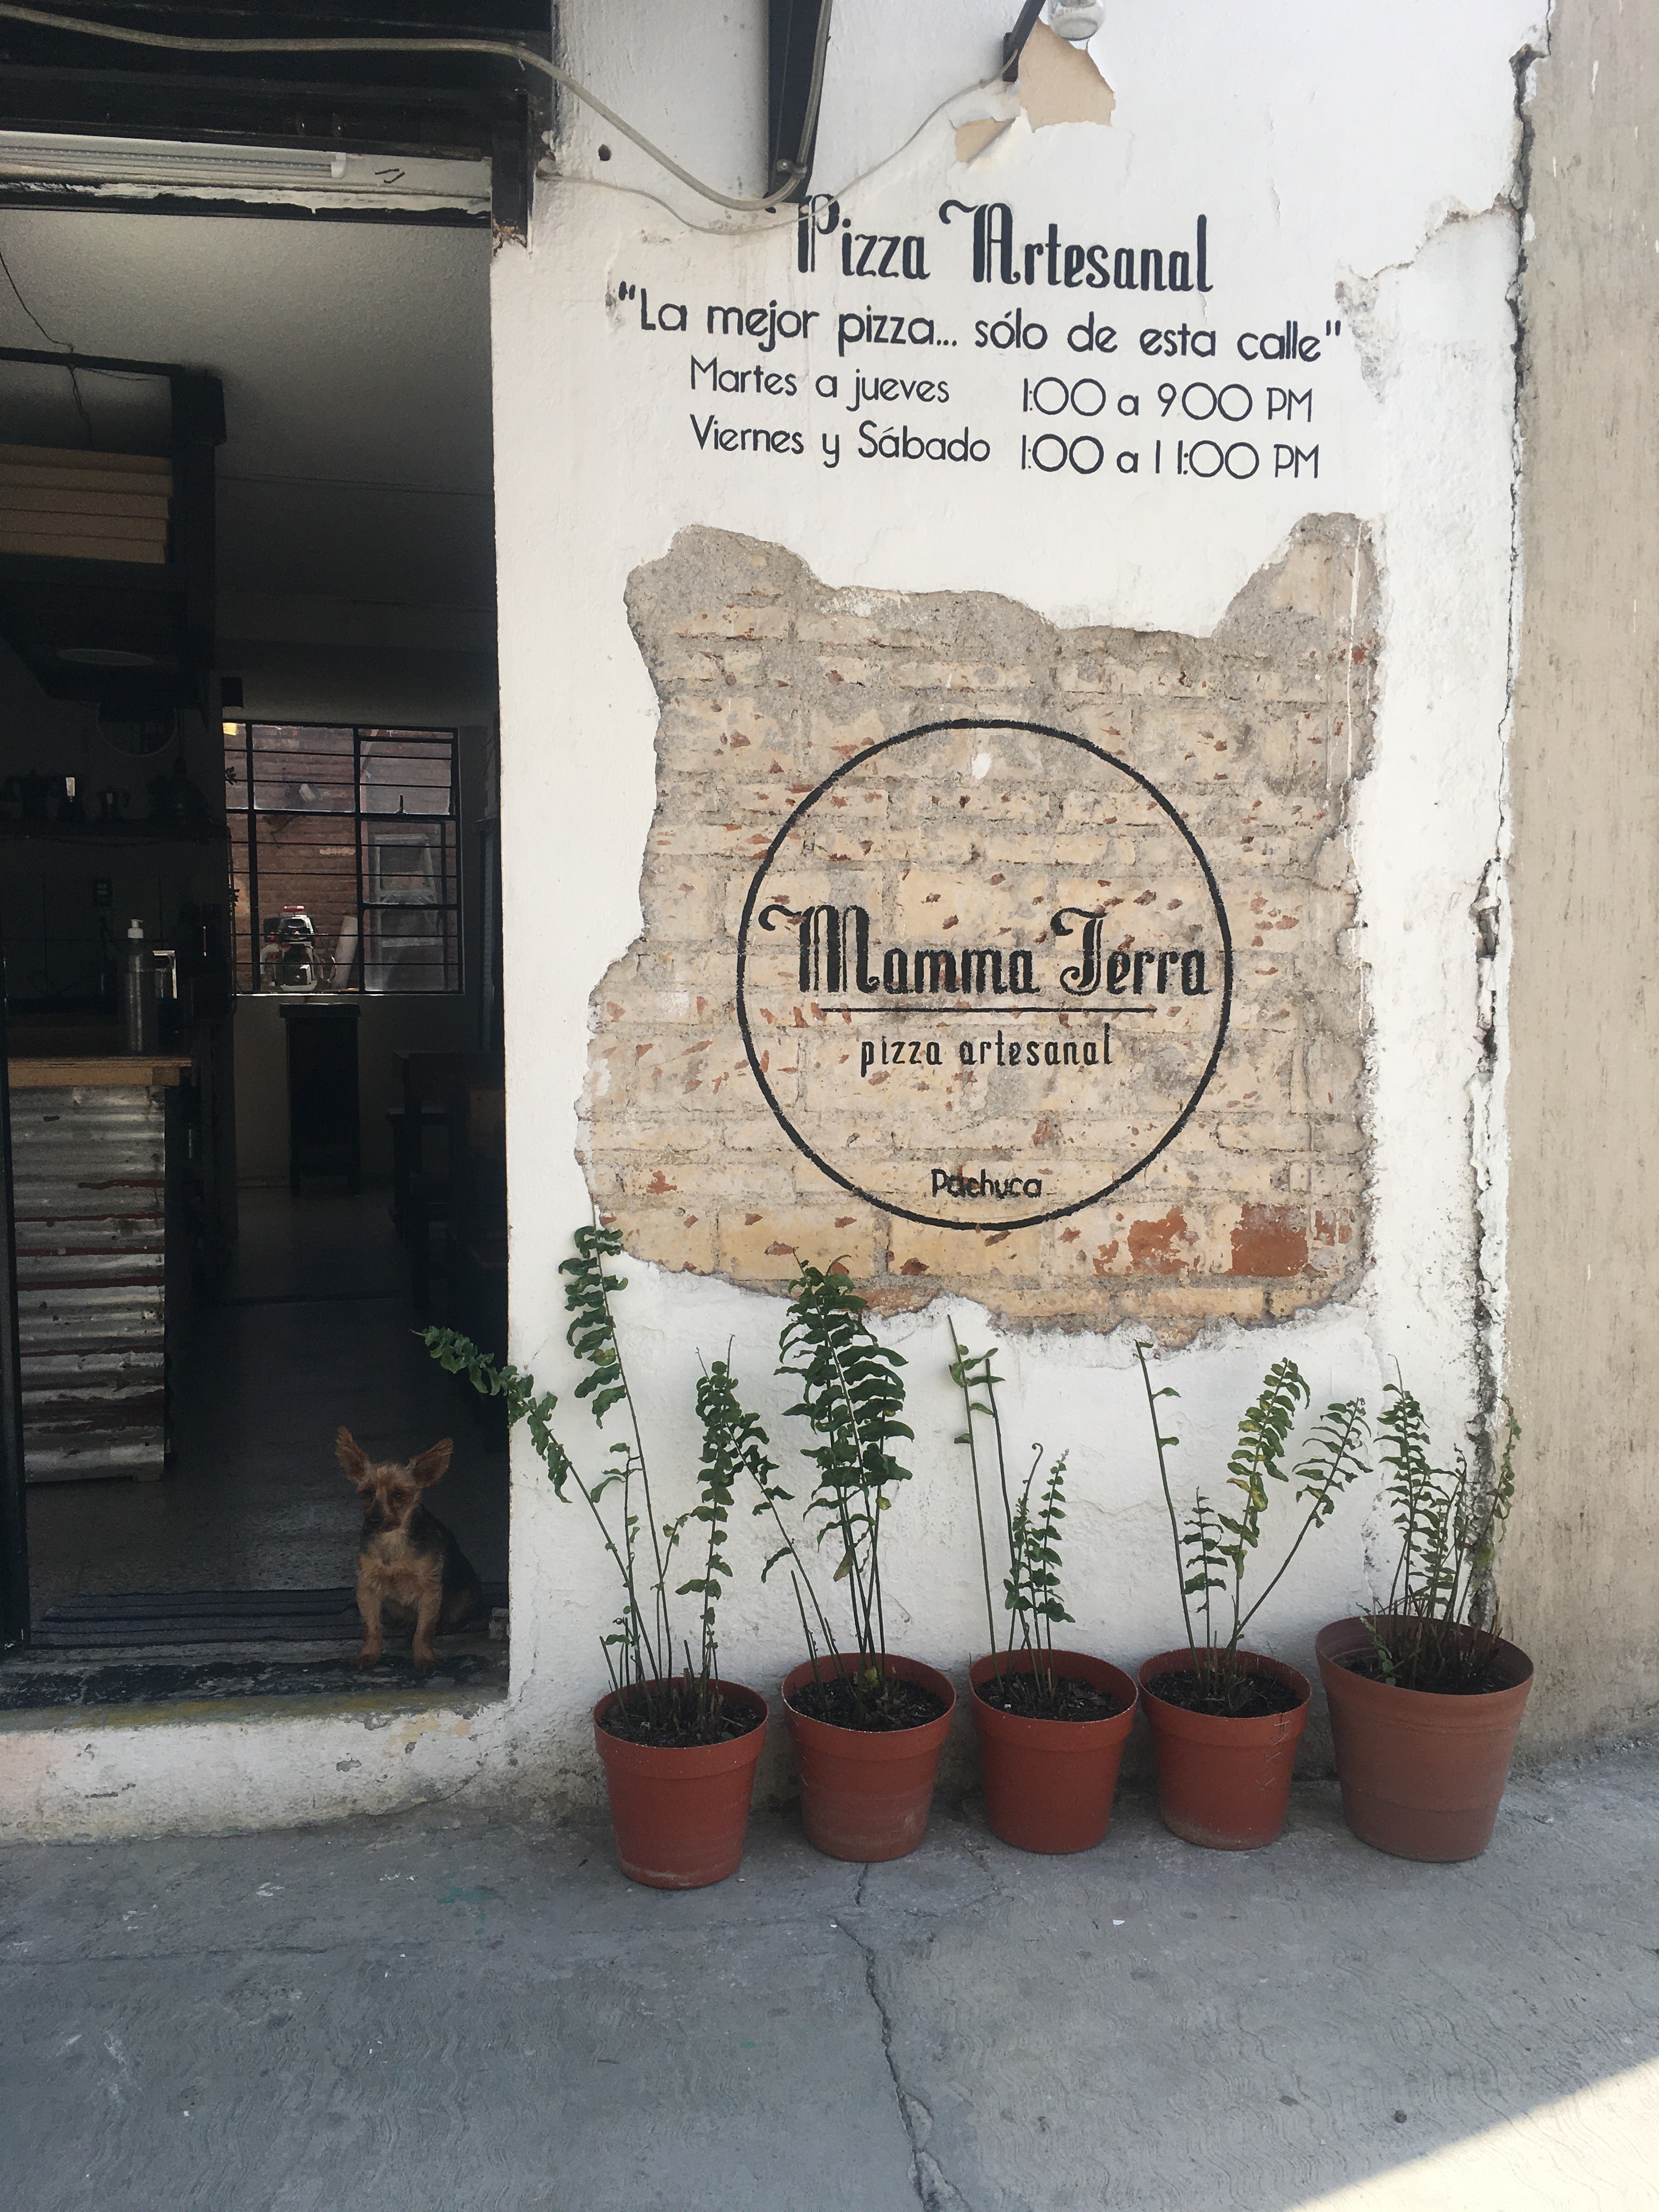 Pizza Artesanal
"La mejor pizza... sólo de esta calle"
Martes a jueves 1:00 a 9:00 PM
Viernes y Sábado 1:00 a 11:00 PM
Mamma Terra
pizza artesanal
Pachuca